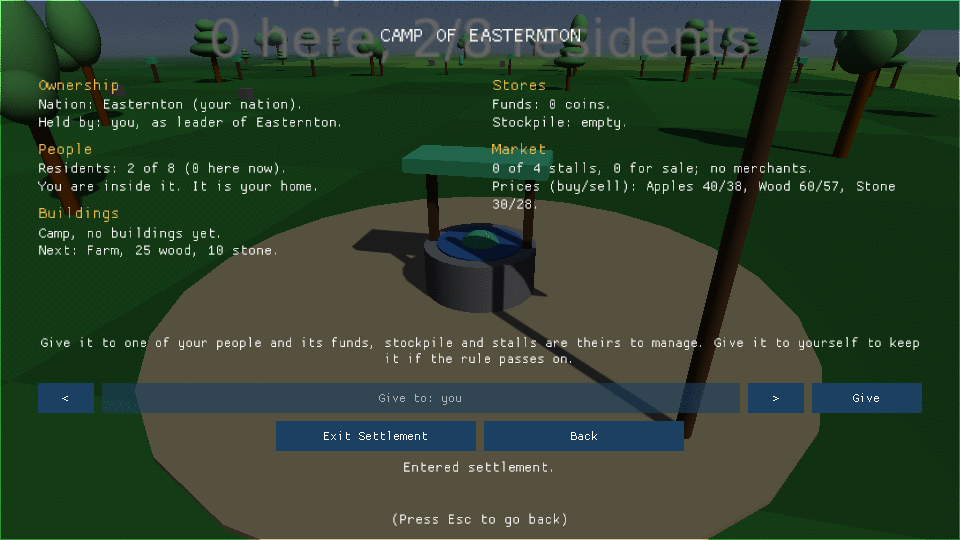 0 here, 2/8 residents
CAMP OF EASTERNTON
Ownership
Nation: Easternton (your nation).
Held by: you, as leader of Easternton.
People
Residents: 2 of 8 (0 here now).
You are inside it. It is your home.
Buildings
Camp, no buildings yet.
Next: Farm, 25 wood, 10 stone.
Stores
Funds: 0 coins.
Stockpile: empty.
Market
0 of 4 stalls, 0 for sale; no merchants.
Prices (buy/sell): Apples 40/38, Wood 60/57, Stone
30/28.
Give it to one of your people and its funds, stockpile and stalls are theirs to manage. Give it to yourself to keep
it if the rule passes on.
< Give to: you > Give
Exit Settlement Back
Entered settlement.
(Press Esc to go back)